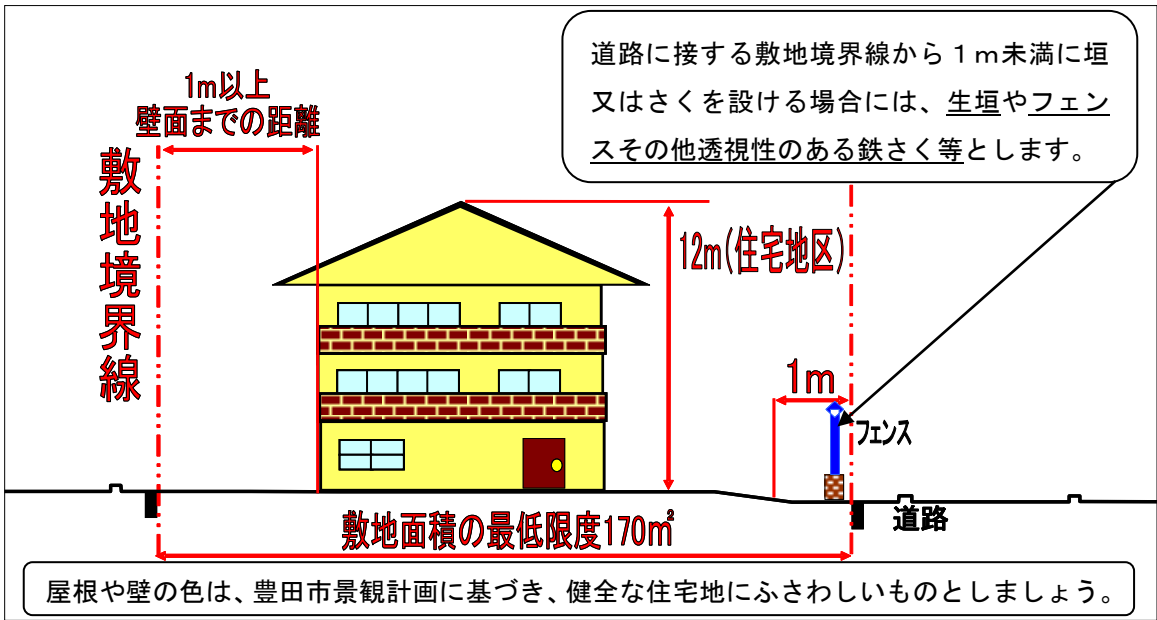 道路に接する敷地境界線から1m未満に垣
又はさくを設ける場合には、生垣やフェン
スその他透視性のある鉄さく等とします。
1m以上
壁面までの距離
敷地境界線
12m(住宅地区)
1m
フェンス
道路
敷地面積の最低限度170㎡
屋根や壁の色は、豊田市景観計画に基づき、健全な住宅地にふさわしいものとしましょう。